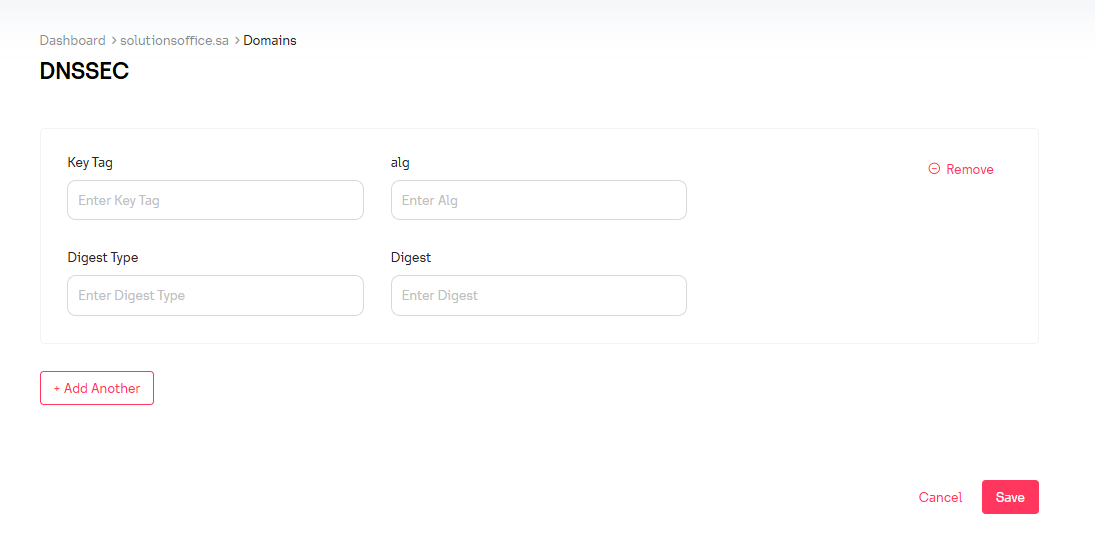 Dashboard > solutionsoffice.sa > Domains
DNSSEC
Key Tag
alg
Remove
Enter Key Tag
Enter Alg
Digest Type
Digest
Enter Digest Type
Enter Digest
+ Add Another
Cancel
Save